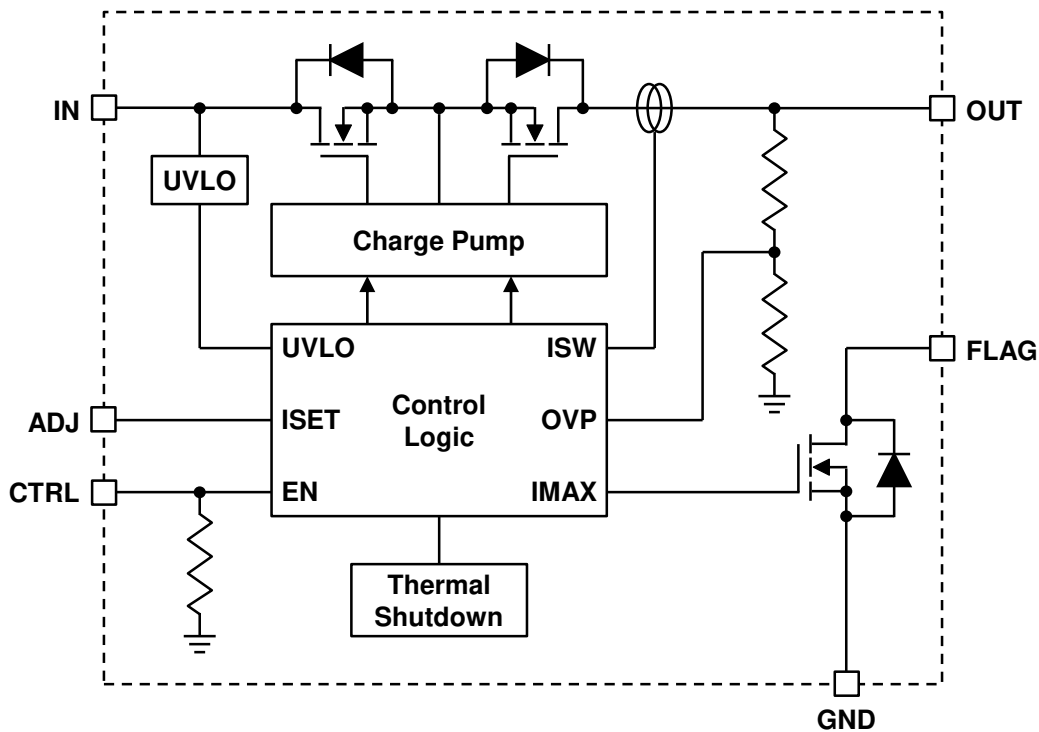 IN
OUT
UVLO
Charge Pump
UVLO
ISW
FLAG
ADJ
ISET
Control
Logic
OVP
CTRL
EN
IMAX
Thermal
Shutdown
GND